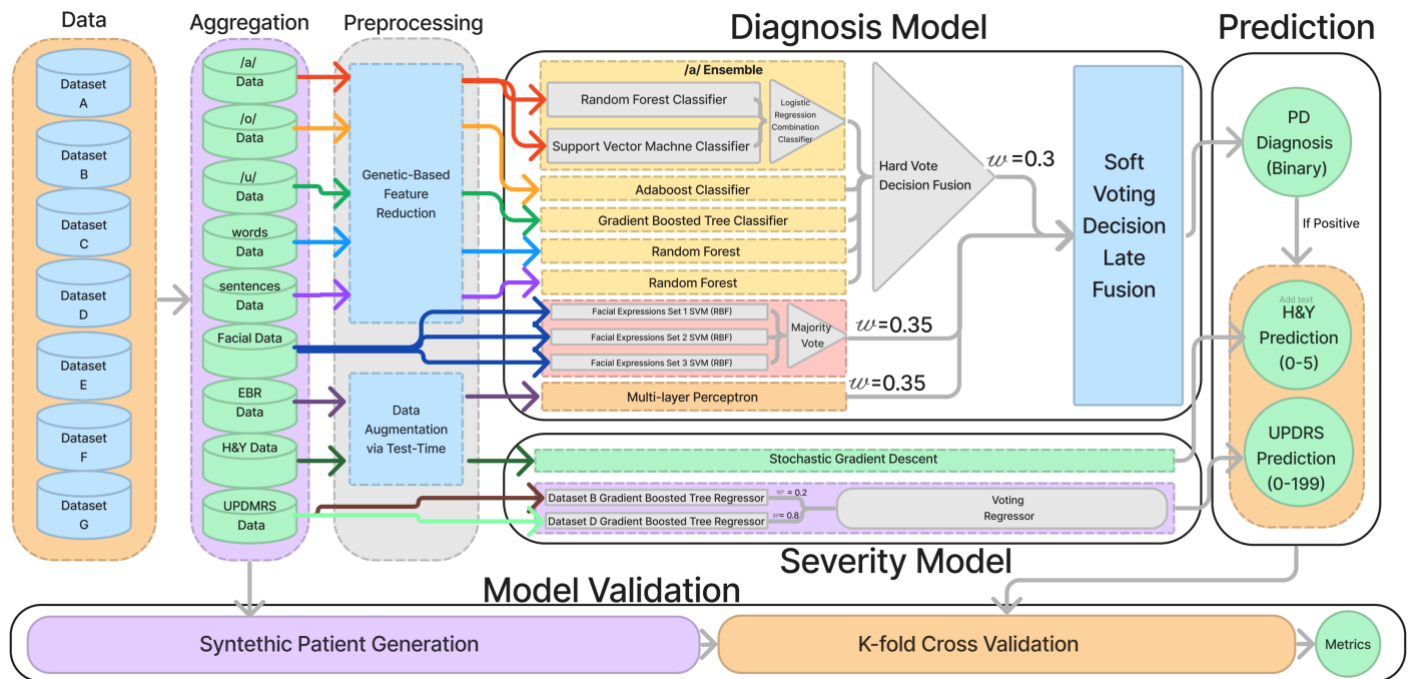 Data
Dataset
A
Dataset
B
Dataset
C
Dataset
D
Dataset
E
Dataset
F
Dataset
G
Aggregation
/a/
Data
/o/
Data
/u/
Data
words
Data
sentences
Data
Facial Data
EBR
Data
H&Y Data
UPDMRS
Data
Preprocessing
Genetic-Based
Feature
Reduction
Data
Augmentation
via Test-Time
Diagnosis Model
/a/ Ensemble
Random Forest Classifier
Support Vector Machne Classifier
Logistic
Regression
Combination
Classifier
Adaboost Classifier
Gradient Boosted Tree Classifier
Random Forest
Random Forest
Facial Expressions Set 1 SVM (RBF)
Facial Expressions Set 2 SVM (RBF)
Facial Expressions Set 3 SVM (RBF)
Majority
Vote
Multi-layer Perceptron
Hard Vote
Decision Fusion
w=0.3
w=0.35
w=0.35
Soft
Voting
Decision
Late
Fusion
Stochastic Gradient Descent
Dataset B Gradient Boosted Tree Regressor
Dataset D Gradient Boosted Tree Regressor
w = 0.2
w= 0.8
Voting
Regressor
Severity Model
Prediction
PD
Diagnosis
(Binary)
If Positive
Add text
H&Y
Prediction
(0-5)
UPDRS
Prediction
(0-199)
Model Validation
Syntethic Patient Generation
K-fold Cross Validation
Metrics